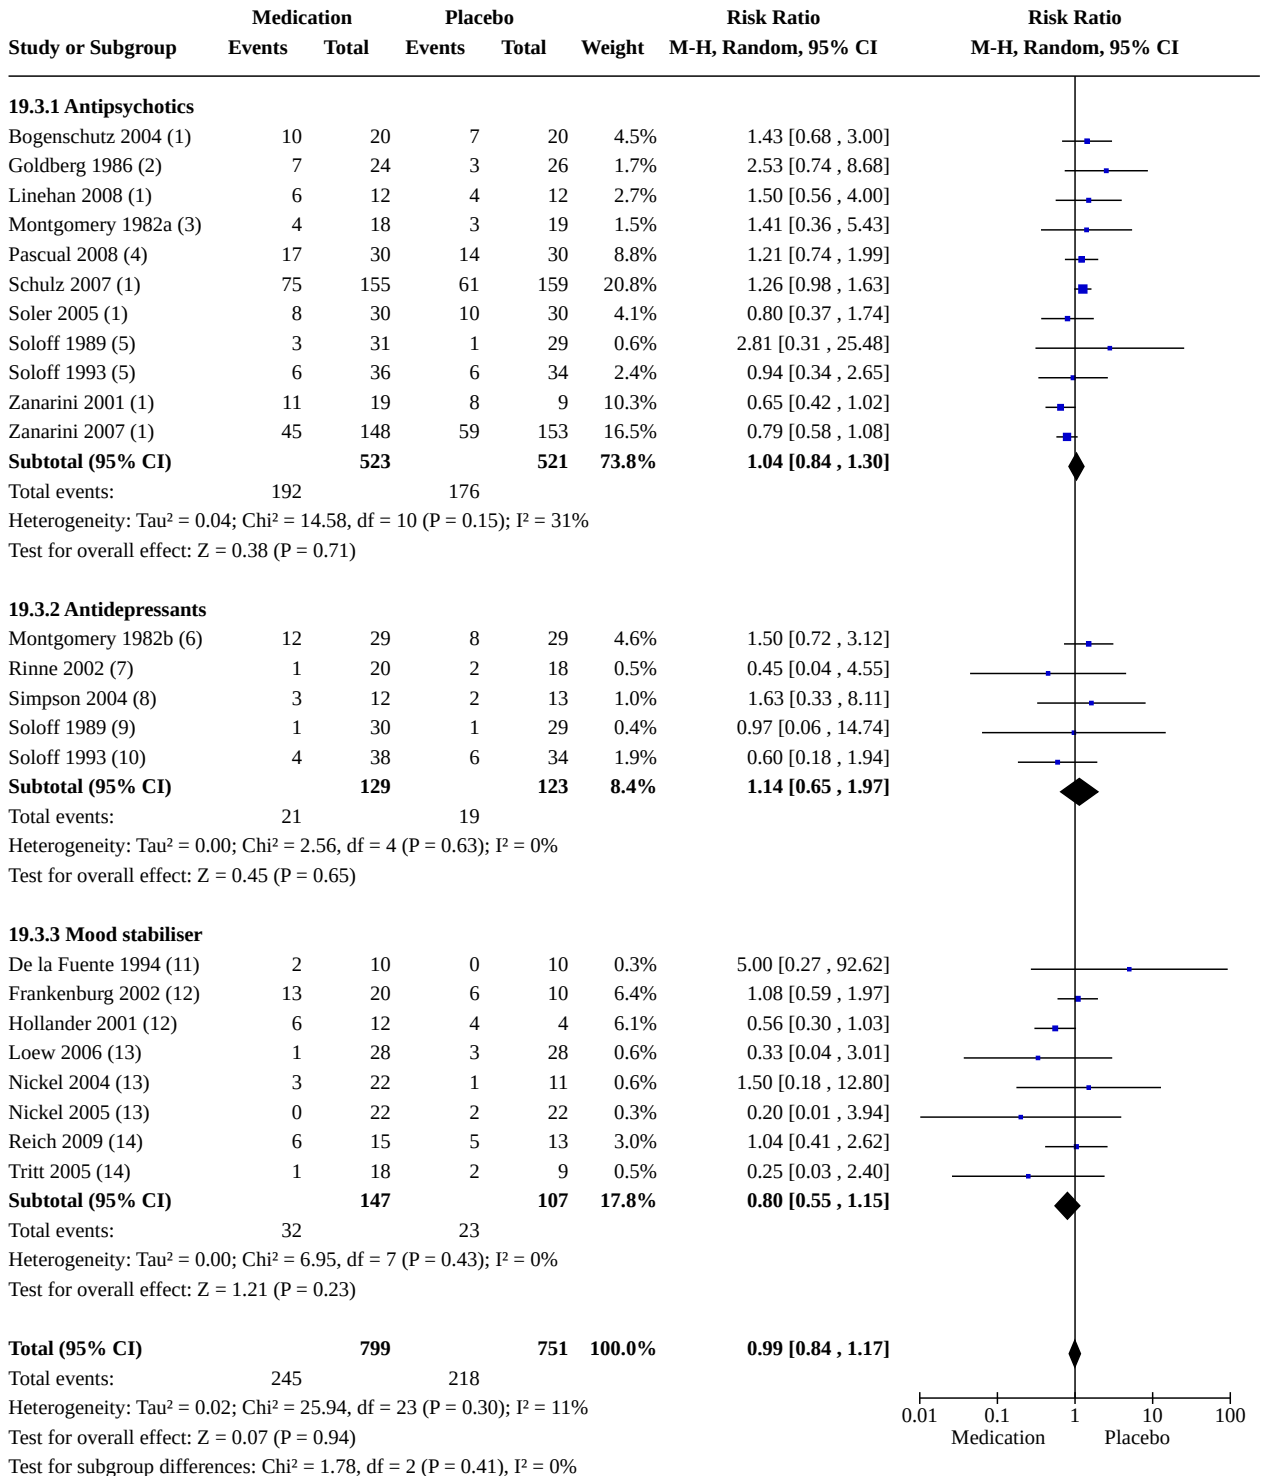 Medication Placebo Risk Ratio Risk Ratio
Study or Subgroup Events Total Events Total Weight M-H, Random, 95% CI M-H, Random, 95% CI
19.3.1 Antipsychotics
Bogenschutz 2004 (1) 10 20 7 20 4.5% 1.43 [0.68 , 3.00]
Goldberg 1986 (2) 7 24 3 26 1.7% 2.53 [0.74 , 8.68]
Linehan 2008 (1) 6 12 4 12 2.7% 1.50 [0.56 , 4.00]
Montgomery 1982a (3) 4 18 3 19 1.5% 1.41 [0.36 , 5.43]
Pascual 2008 (4) 17 30 14 30 8.8% 1.21 [0.74 , 1.99]
Schulz 2007 (1) 75 155 61 159 20.8% 1.26 [0.98 , 1.63]
Soler 2005 (1) 8 30 10 30 4.1% 0.80 [0.37 , 1.74]
Soloff 1989 (5) 3 31 1 29 0.6% 2.81 [0.31 , 25.48]
Soloff 1993 (5) 6 36 6 34 2.4% 0.94 [0.34 , 2.65]
Zanarini 2001 (1) 11 19 8 9 10.3% 0.65 [0.42 , 1.02]
Zanarini 2007 (1) 45 148 59 153 16.5% 0.79 [0.58 , 1.08]
Subtotal (95% CI) 523 521 73.8% 1.04 [0.84 , 1.30]
Total events: 192 176
Heterogeneity: Tau² = 0.04; Chi² = 14.58, df = 10 (P = 0.15); I² = 31%
Test for overall effect: Z = 0.38 (P = 0.71)
19.3.2 Antidepressants
Montgomery 1982b (6) 12 29 8 29 4.6% 1.50 [0.72 , 3.12]
Rinne 2002 (7) 1 20 2 18 0.5% 0.45 [0.04 , 4.55]
Simpson 2004 (8) 3 12 2 13 1.0% 1.63 [0.33 , 8.11]
Soloff 1989 (9) 1 30 1 29 0.4% 0.97 [0.06 , 14.74]
Soloff 1993 (10) 4 38 6 34 1.9% 0.60 [0.18 , 1.94]
Subtotal (95% CI) 129 123 8.4% 1.14 [0.65 , 1.97]
Total events: 21 19
Heterogeneity: Tau² = 0.00; Chi² = 2.56, df = 4 (P = 0.63); I² = 0%
Test for overall effect: Z = 0.45 (P = 0.65)
19.3.3 Mood stabiliser
De la Fuente 1994 (11) 2 10 0 10 0.3% 5.00 [0.27 , 92.62]
Frankenburg 2002 (12) 13 20 6 10 6.4% 1.08 [0.59 , 1.97]
Hollander 2001 (12) 6 12 4 4 6.1% 0.56 [0.30 , 1.03]
Loew 2006 (13) 1 28 3 28 0.6% 0.33 [0.04 , 3.01]
Nickel 2004 (13) 3 22 1 11 0.6% 1.50 [0.18 , 12.80]
Nickel 2005 (13) 0 22 2 22 0.3% 0.20 [0.01 , 3.94]
Reich 2009 (14) 6 15 5 13 3.0% 1.04 [0.41 , 2.62]
Tritt 2005 (14) 1 18 2 9 0.5% 0.25 [0.03 , 2.40]
Subtotal (95% CI) 147 107 17.8% 0.80 [0.55 , 1.15]
Total events: 32 23
Heterogeneity: Tau² = 0.00; Chi² = 6.95, df = 7 (P = 0.43); I² = 0%
Test for overall effect: Z = 1.21 (P = 0.23)
Total (95% CI) 799 751 100.0% 0.99 [0.84 , 1.17]
Total events: 245 218
Heterogeneity: Tau² = 0.02; Chi² = 25.94, df = 23 (P = 0.30); I² = 11%
0.01 0.1 1 10 100
Test for overall effect: Z = 0.07 (P = 0.94) Medication Placebo
Test for subgroup differences: Chi² = 1.78, df = 2 (P = 0.41), I² = 0%